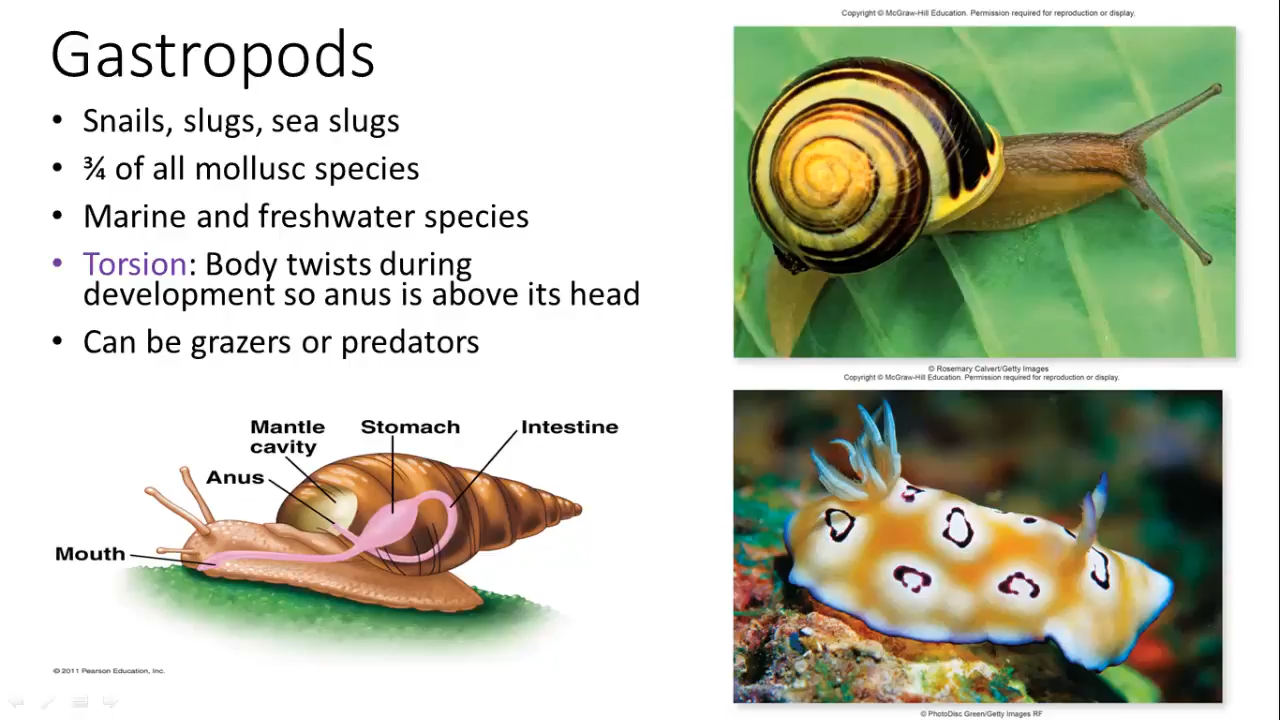 Gastropods
• Snails, slugs, sea slugs
• ¾ of all mollusc species
• Marine and freshwater species
• Torsion: Body twists during
development so anus is above its head
• Can be grazers or predators
Mantle
cavity
Stomach
Intestine
Anus
Mouth
© 2011 Pearson Education, Inc.
Copyright © McGraw-Hill Education. Permission required for reproduction or display.
© Rosemary Calvert/Getty Images
Copyright © McGraw-Hill Education. Permission required for reproduction or display.
© PhotoDisc Green/Getty Images RF